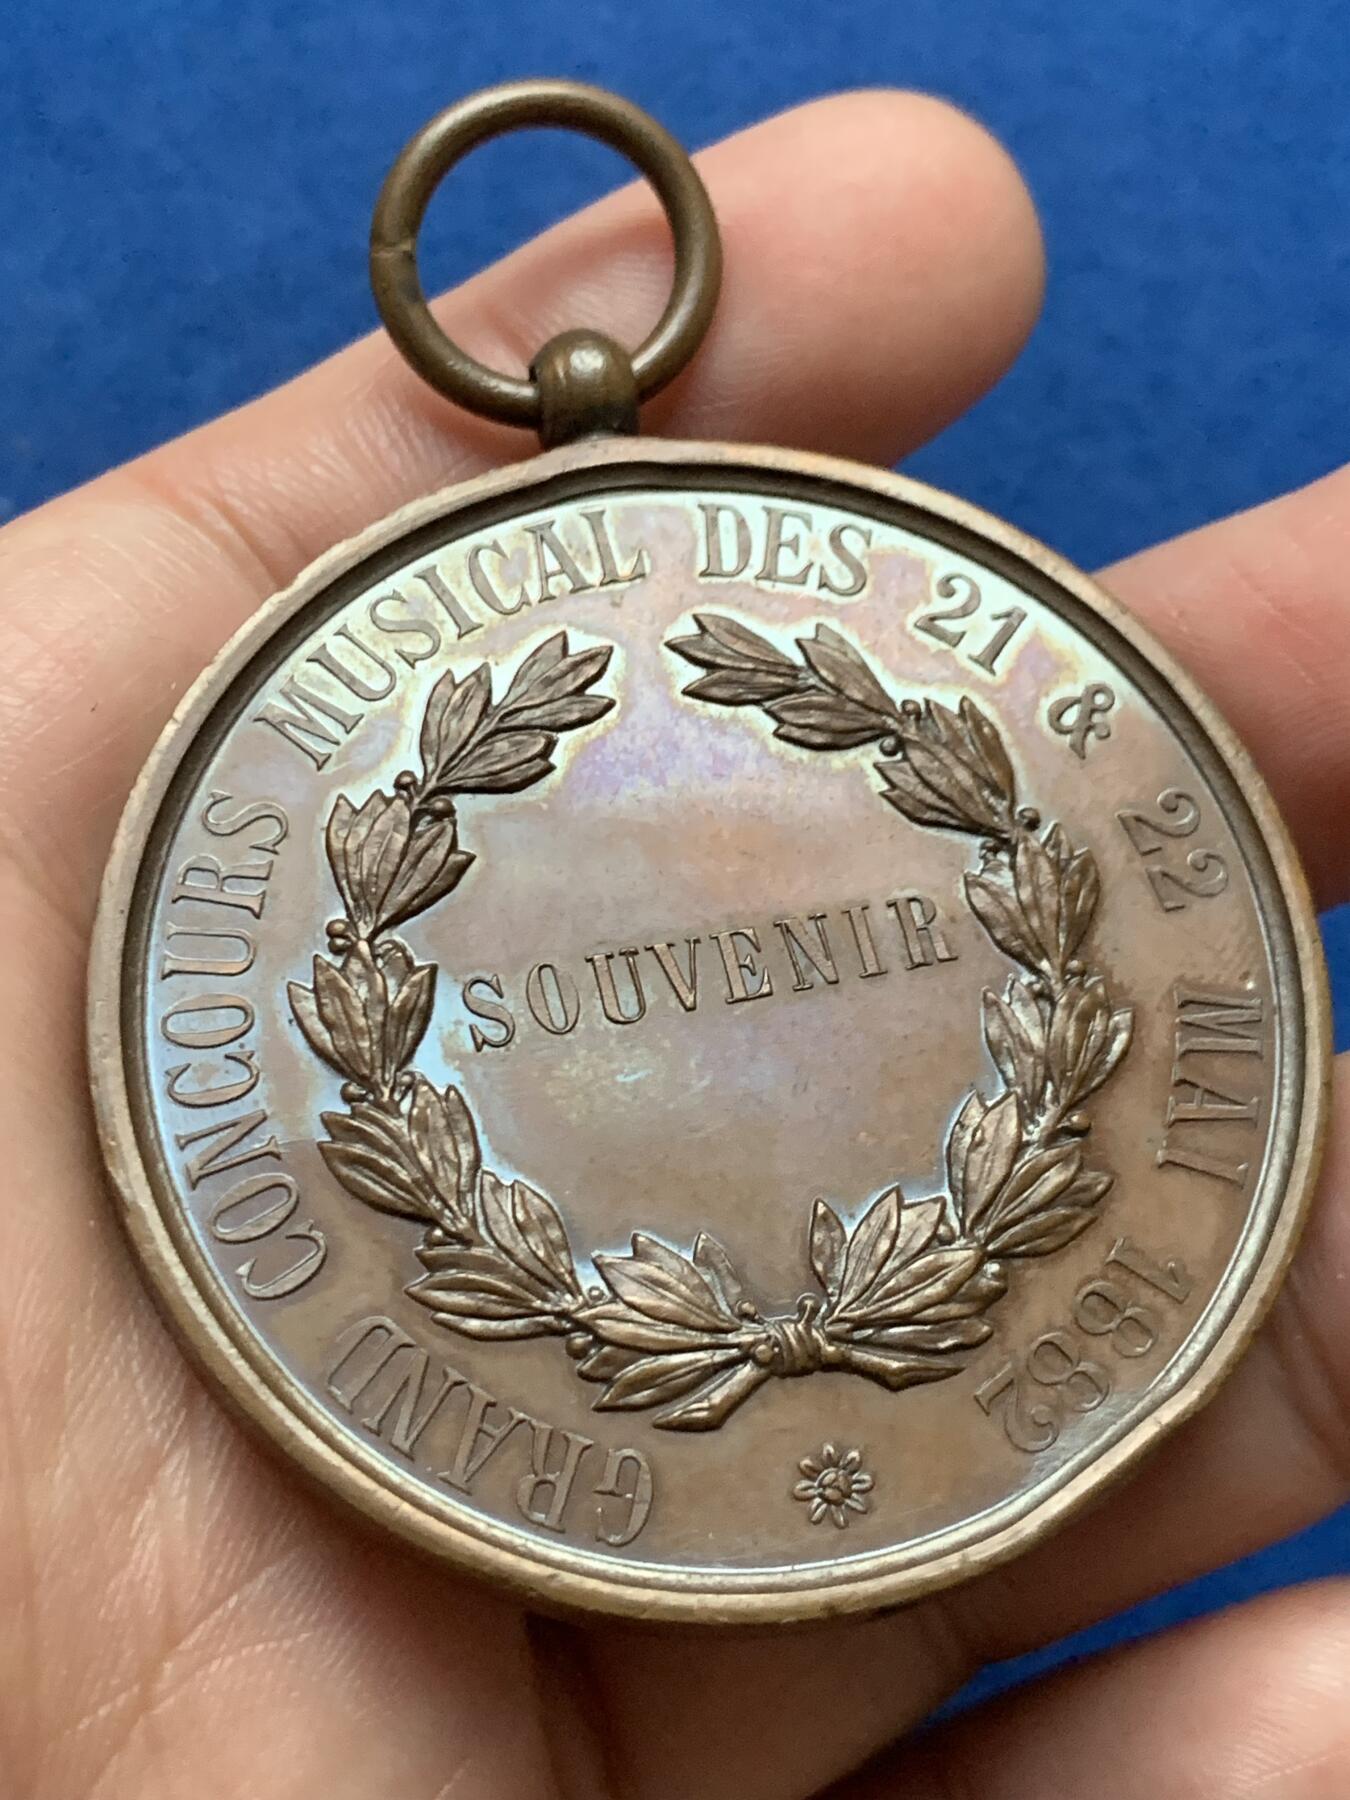 GRAND CONCOURS MUSICAL DES 21 & 22 MAI 1882
SOUVENIR